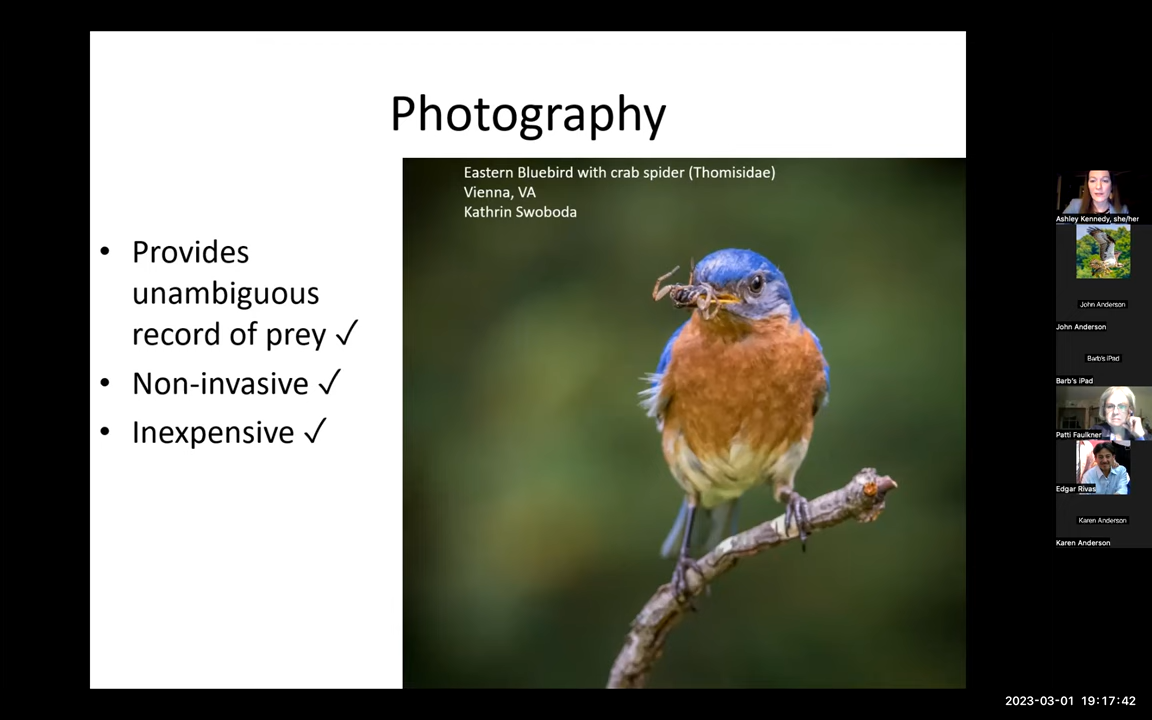 Photography
Eastern Bluebird with crab spider (Thomisidae)
Vienna, VA
Kathrin Swoboda
• Provides
unambiguous
record of prey ✓
• Non-invasive ✓
• Inexpensive ✓
Ashley Kennedy, she/her
John Anderson
John Anderson
Barb's iPad
Barb's iPad
Patti Faulkner
Edgar Rivas
Karen Anderson
Karen Anderson
2023-03-01 19:17:42